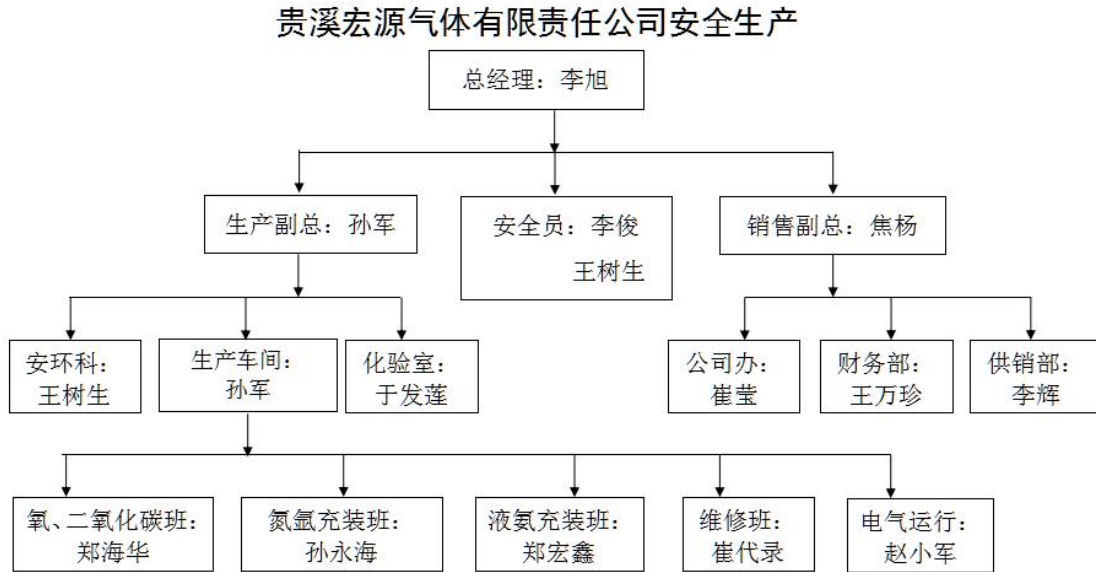 贵溪宏源气体有限责任公司安全生产
总经理：李旭
生产副总：孙军
安全员：李俊
王树生
销售副总：焦杨
安环科：
王树生
生产车间：
孙军
化验室：
于发莲
公司办：
崔莹
财务部：
王万珍
供销部：
李辉
氧、二氧化碳班：
郑海华
氮氩充装班：
孙永海
液氨充装班：
郑宏鑫
维修班：
崔代录
电气运行：
赵小军